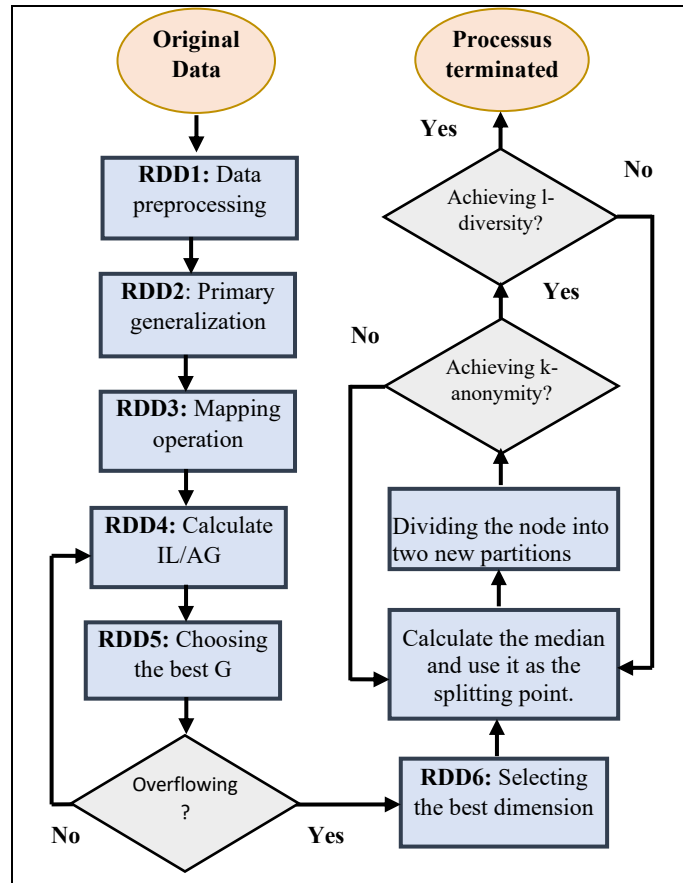 Original
Data
RDD1: Data
preprocessing
RDD2: Primary
generalization
RDD3: Mapping
operation
RDD4: Calculate
IL/AG
RDD5: Choosing
the best G
Overflowing
?
No
Yes
RDD6: Selecting
the best dimension
Calculate the median
and use it as the
splitting point.
Dividing the node into
two new partitions
Achieving k-
anonymity?
No
Yes
Achieving l-
diversity?
No
Yes
Processus
terminated